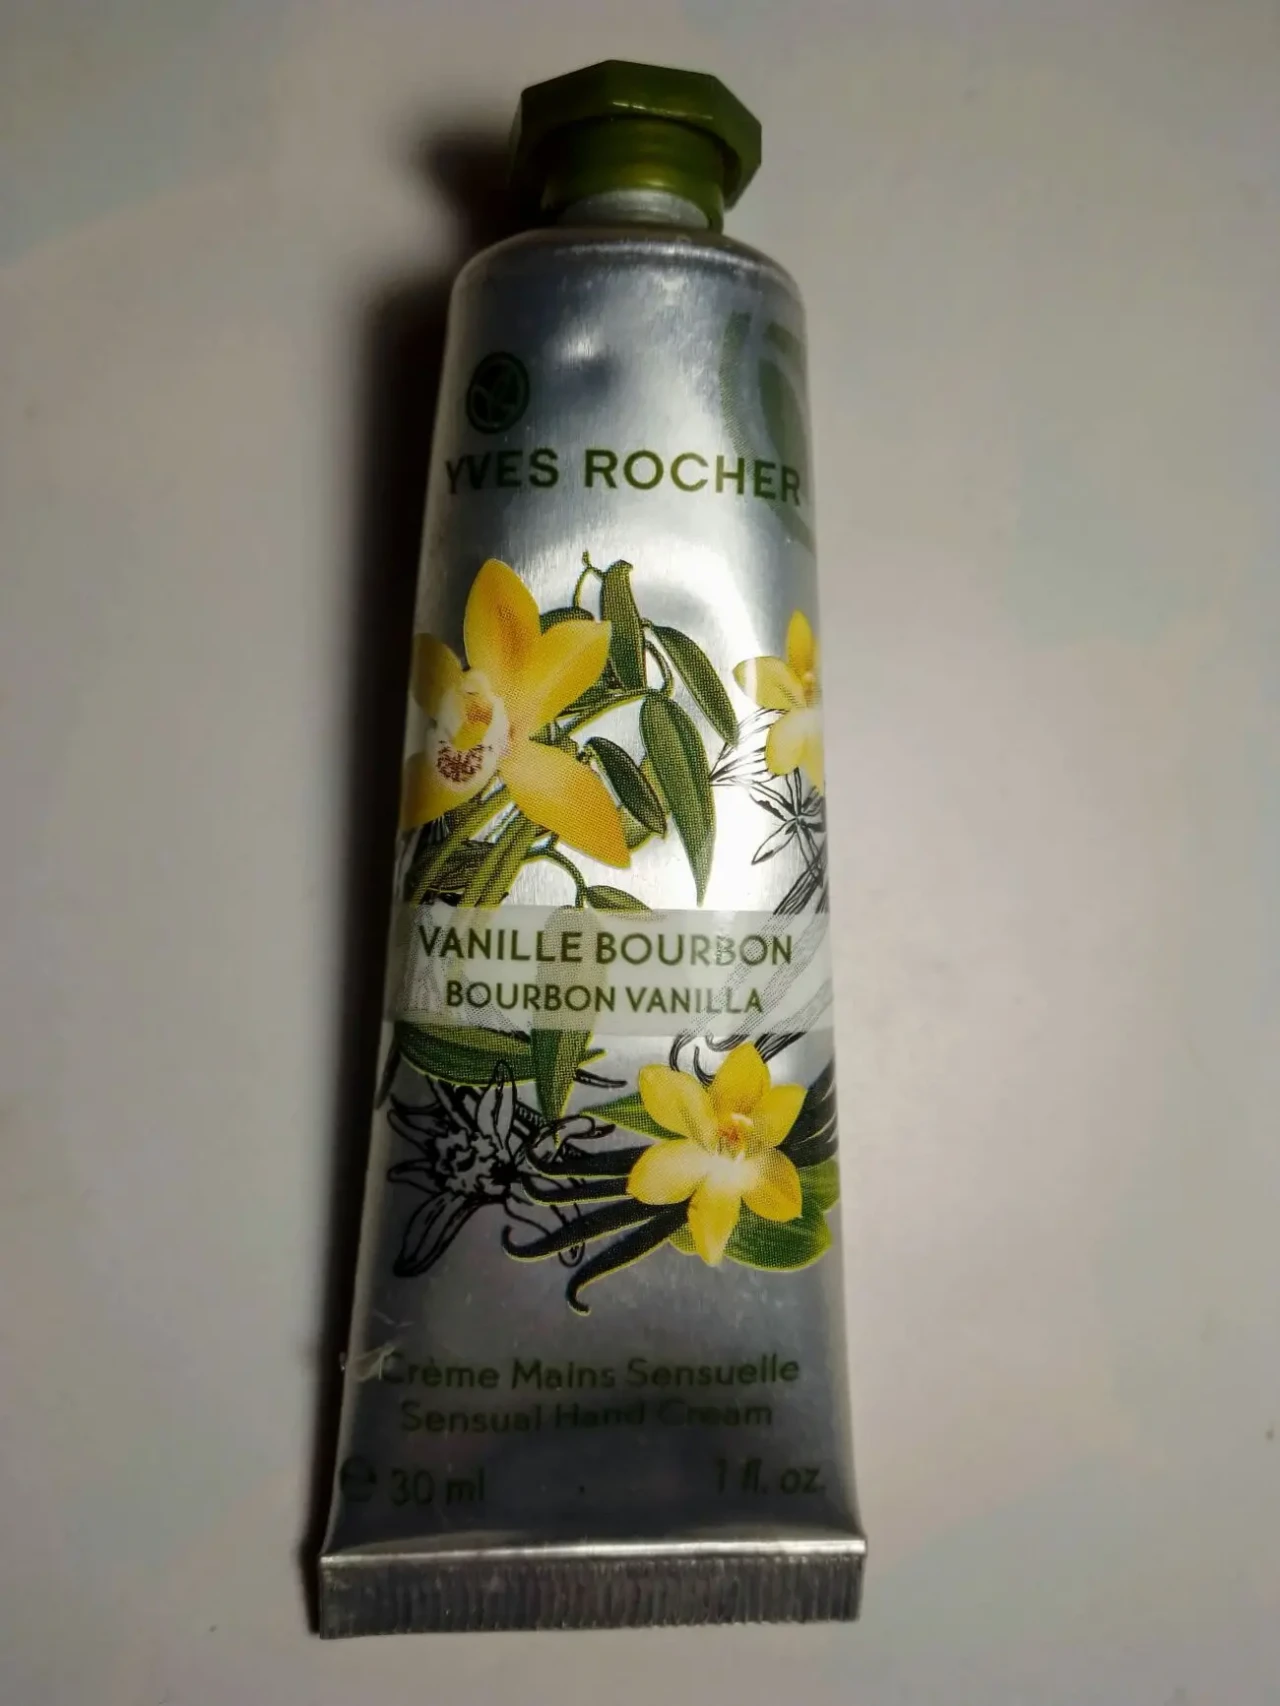 YVES ROCHER
VANILLE BOURBON
BOURBON VANILLA
Crème Mains Sensuelle
Sensual Hand Cream
e 30 ml 1 fl. oz.